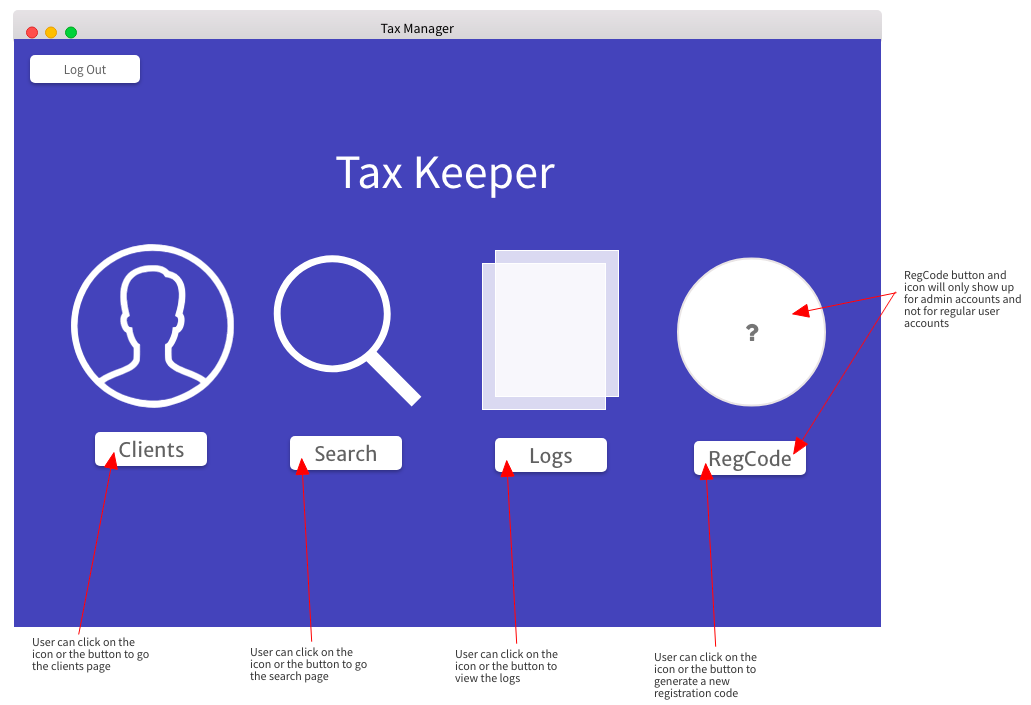 Tax Manager
Log Out
Tax Keeper
?
RegCode button and
icon will only show up
for admin accounts and
not for regular user
accounts
Clients
Search
Logs
RegCode
User can click on the
icon or the button to go
the clients page
User can click on the
icon or the button to go
the search page
User can click on the
icon or the button to
view the logs
User can click on the
icon or the button to
generate a new
registration code